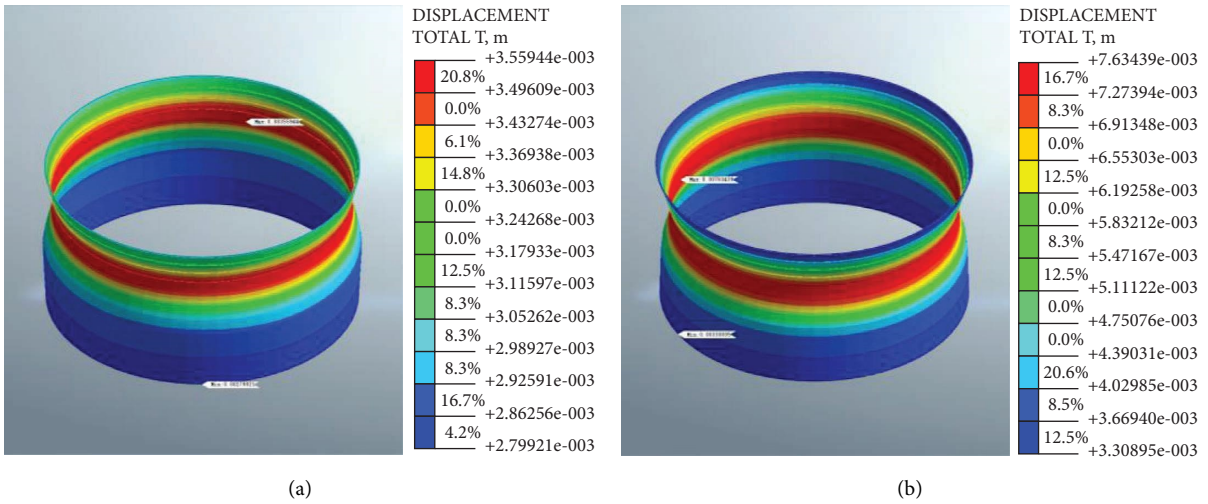 DISPLACEMENT
TOTAL T, m
+3.55944e-003
20.8%
+3.49609e-003
0.0%
+3.43274e-003
6.1%
+3.36938e-003
14.8%
+3.30603e-003
0.0%
+3.24268e-003
0.0%
+3.17933e-003
12.5%
+3.11597e-003
8.3%
+3.05262e-003
8.3%
+2.98927e-003
8.3%
+2.92591e-003
16.7%
+2.86256e-003
4.2%
+2.79921e-003
(a)
DISPLACEMENT
TOTAL T, m
+7.63439e-003
16.7%
+7.27394e-003
8.3%
+6.91348e-003
0.0%
+6.55303e-003
12.5%
+6.19258e-003
0.0%
+5.83212e-003
8.3%
+5.47167e-003
12.5%
+5.11122e-003
0.0%
+4.75076e-003
0.0%
+4.39031e-003
20.6%
+4.02985e-003
8.5%
+3.66940e-003
12.5%
+3.30895e-003
(b)